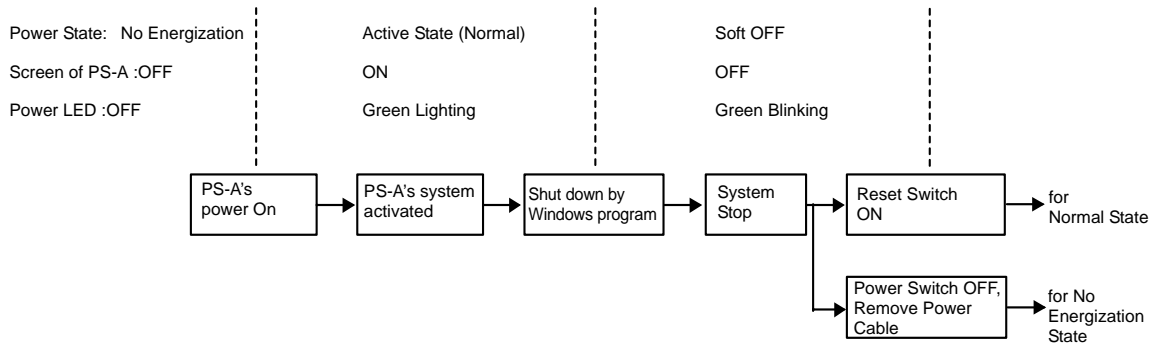 Power State: No Energization
Active State (Normal)
Soft OFF
Screen of PS-A :OFF
ON
OFF
Power LED :OFF
Green Lighting
Green Blinking
PS-A's
power On
PS-A's system
activated
Shut down by
Windows program
System
Stop
Reset Switch
ON
for
Normal State
Power Switch OFF,
Remove Power
Cable
for No
Energization
State